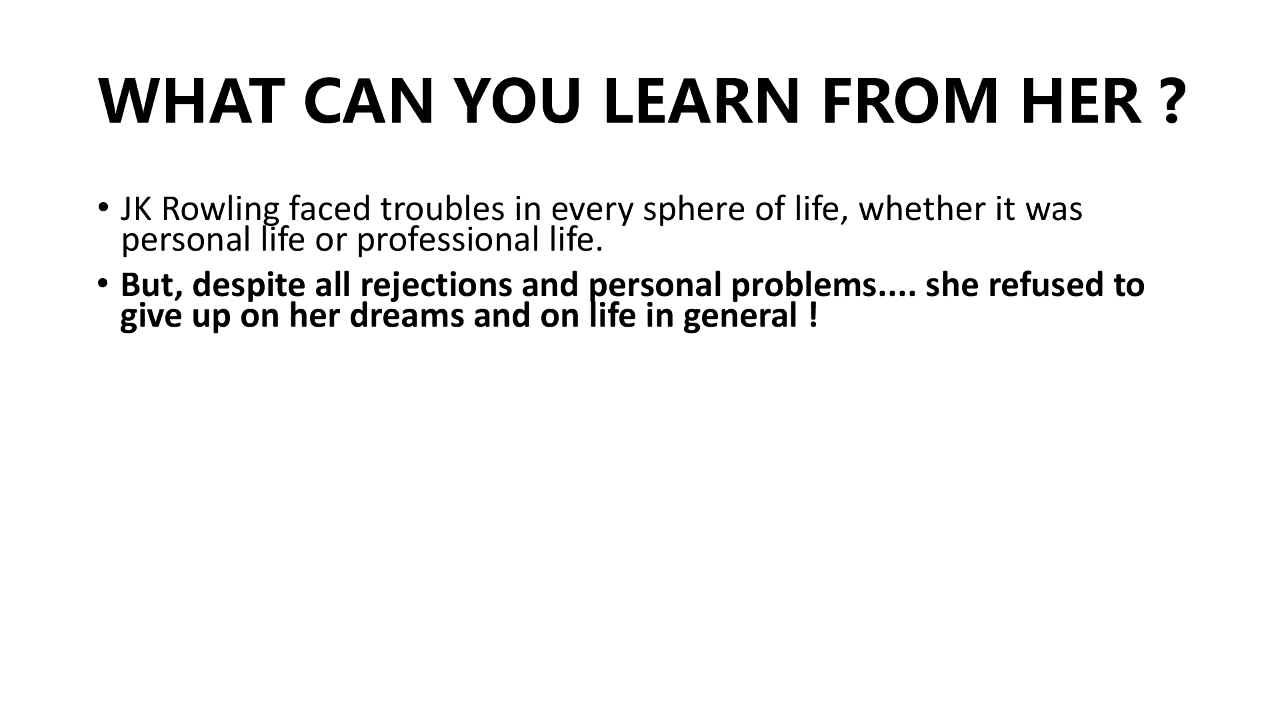 WHAT CAN YOU LEARN FROM HER ?
• JK Rowling faced troubles in every sphere of life, whether it was
personal life or professional life.
• But, despite all rejections and personal problems.... she refused to
give up on her dreams and on life in general !